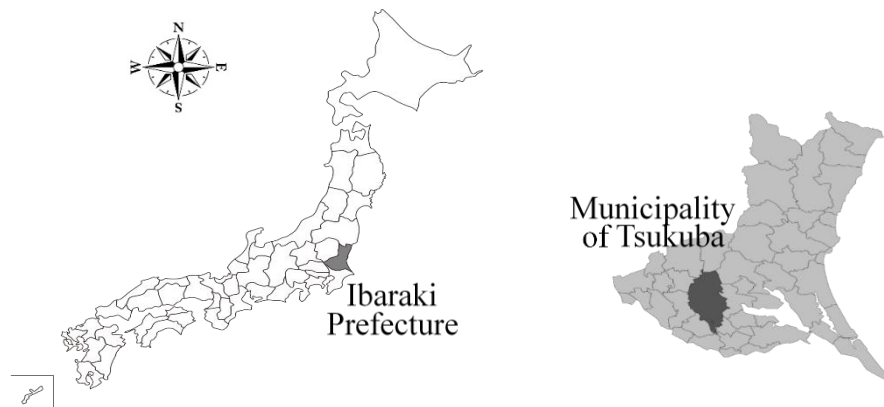 N
W
E
S
Ibaraki
Prefecture
Municipality
of Tsukuba